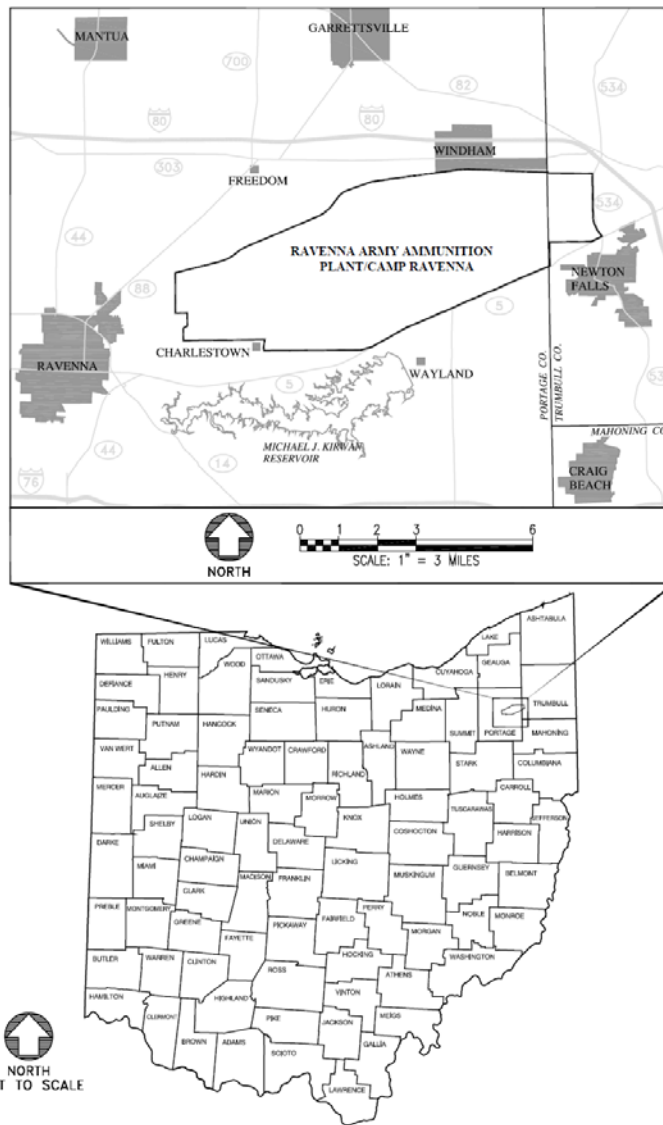 MANTUA
GARRETTSVILLE
700
82
534
80
80
WINDHAM
303
FREEDOM
534
44
RAVENNA ARMY AMMUNITION
PLANT/CAMP RAVENNA
NEWTON
FALLS
88
5
CHARLESTOWN
RAVENNA
WAYLAND
5
PORTAGE CO.
TRUMBULL CO.
53
MICHAEL J. KIRWAN
RESERVOIR
MAHONING CO
44
14
76
CRAIG
BEACH
NORTH
0 1 2 3 6
SCALE: 1" = 3 MILES
ASHTABULA
LAKE
WILLIAMS
FULTON
LUCAS
OTTAWA
GEAUGA
CUYAHOGA
WOOD
HENRY
SANDUSKY
ERIE
LORAIN
TRUMBULL
DEFIANCE
PAULDING
SENECA
HURON
MEDINA
PUTNAM
HANCOCK
SUMMIT
PORTAGE
MAHONING
VAN WERT
WYANDOT
CRAWFORD
ASHLAND
WAYNE
STARK
COLUMBIANA
ALLEN
HARDIN
RICHLAND
MERCER
AUGLAIZE
MARION
MORROW
HOLMES
CARROLL
TUSCARAWAS
JEFFERSON
LOGAN
UNION
KNOX
SHELBY
COSHOCTON
HARRISON
DARKE
DELAWARE
CHAMPAIGN
MIAMI
LICKING
GUERNSEY
BELMONT
MADISON
FRANKLIN
MUSKINGUM
CLARK
PREBLE
MONTGOMERY
PERRY
NOBLE
MONROE
GREENE
PICKAWAY
FAIRFIELD
MORGAN
FAYETTE
BUTLER
WARREN
CLINTON
HOCKING
WASHINGTON
ROSS
ATHENS
HAMILTON
HIGHLAND
VINTON
CLERMONT
PIKE
JACKSON
MEIGS
BROWN
ADAMS
SCIOTO
GALLIA
LAWRENCE
NORTH
T TO SCALE